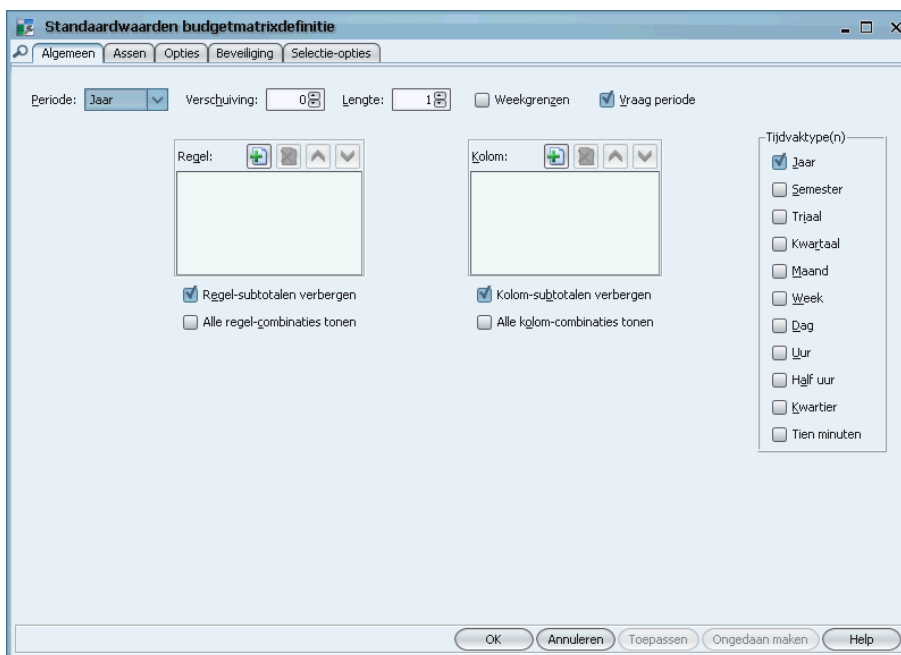 Standaardwaarden budgetmatrixdefinitie
Algemeen Assen Opties Beveiliging Selectie-opties
Periode: Jaar Verschuiving: 0 Lengte: 1 Weekgrenzen Vraag periode
Regel: Kolom: Tijdvaktype(n)
Jaar
Semester
Triaal
Kwartaal
Maand
Regel-subtotalen verbergen Kolom-subtotalen verbergen Week
Alle regel-combinaties tonen Alle kolom-combinaties tonen Dag
Uur
Half uur
Kwartier
Tien minuten
OK Annuleren Toepassen Ongedaan maken Help